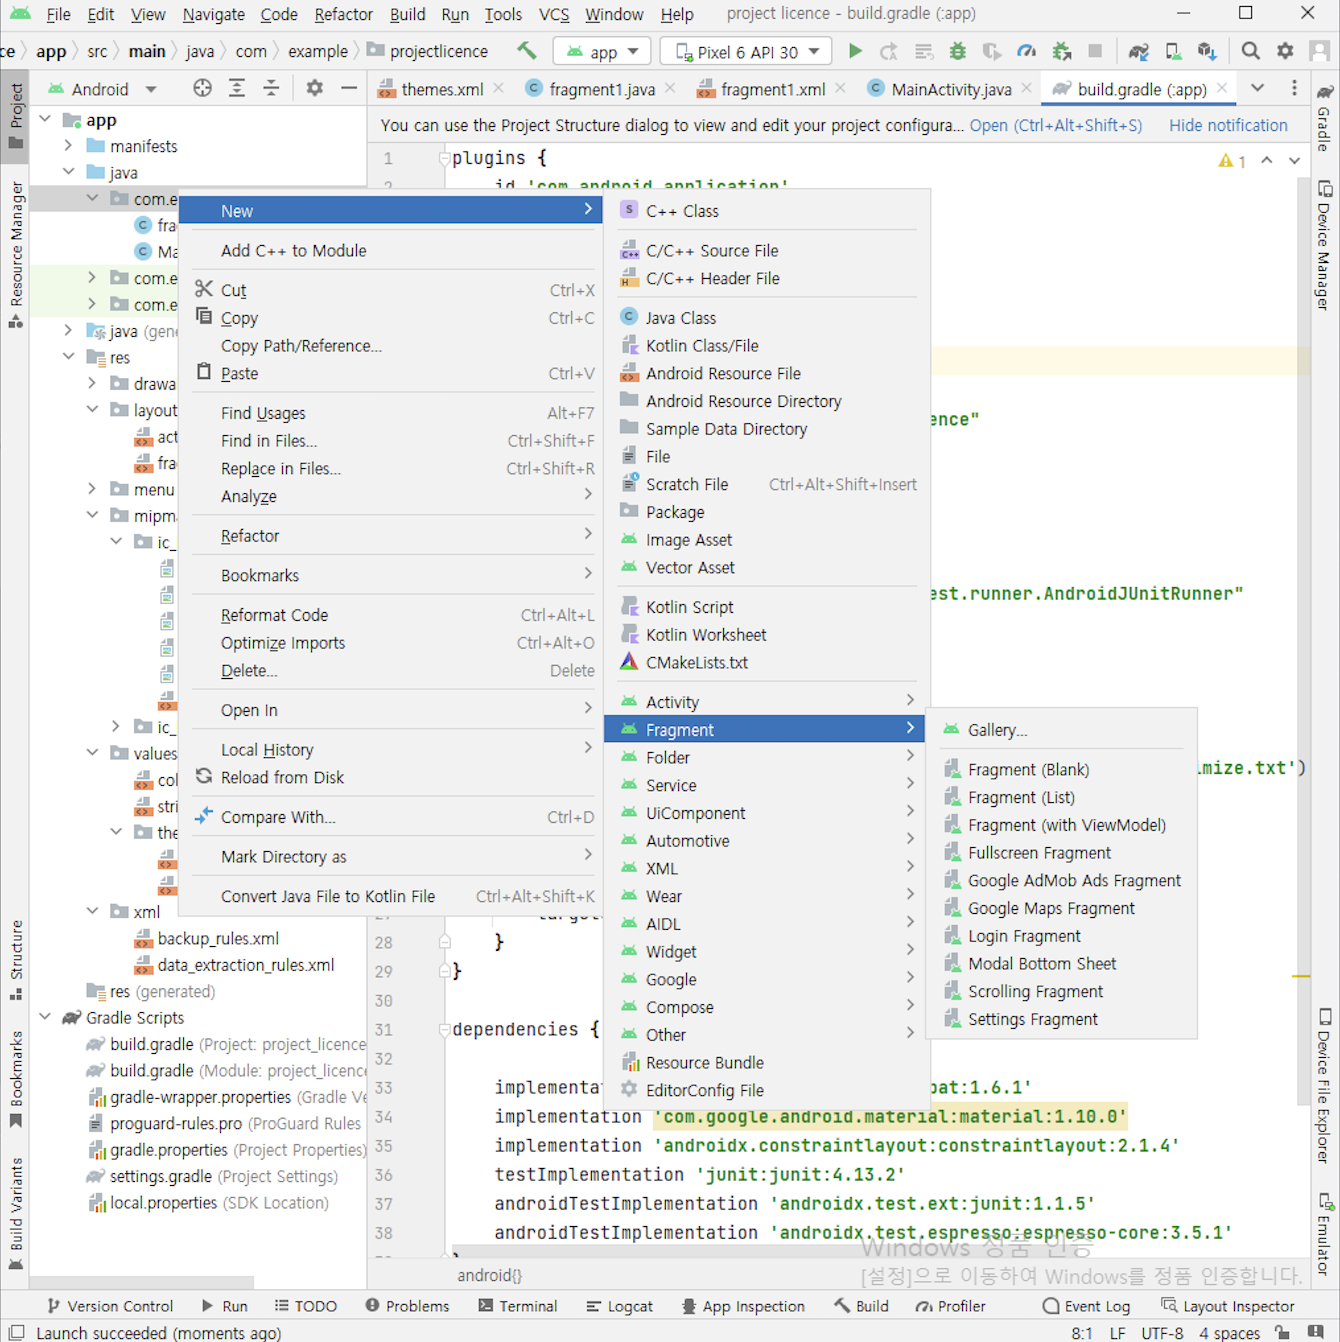 File Edit View Navigate Code Refactor Build Run Tools VCS Window Help project licence - build.gradle (:app)
ce app src main java com example projectlicence app Pixel 6 API 30
Android themes.xml fragment1.java fragment1.xml MainActivity.java build.gradle (:app)
You can use the Project Structure dialog to view and edit your project configura... Open (Ctrl+Alt+Shift+S) Hide notification
Project
Resource Manager
Structure
Bookmarks
Build Variants
app
manifests
java
com.e
fra
Ma
com.e
com.e
java (gene
res
drawa
layout
act
fra
menu
mipma
ic_l
ic_
values
col
stri
the
xml
backup_rules.xml
data_extraction_rules.xml
res (generated)
Gradle Scripts
build.gradle (Project: project_licence
build.gradle (Module: project_licence
gradle-wrapper.properties (Gradle Ve
proguard-rules.pro (ProGuard Rules
gradle.properties (Project Properties)
settings.gradle (Project Settings)
local.properties (SDK Location)
New
Add C++ to Module
Cut Ctrl+X
Copy Ctrl+C
Copy Path/Reference...
Paste Ctrl+V
Find Usages Alt+F7
Find in Files... Ctrl+Shift+F
Replace in Files... Ctrl+Shift+R
Analyze
Refactor
Bookmarks
Reformat Code Ctrl+Alt+L
Optimize Imports Ctrl+Alt+O
Delete... Delete
Open In
Local History
Reload from Disk
Compare With... Ctrl+D
Mark Directory as
Convert Java File to Kotlin File Ctrl+Alt+Shift+K
C++ Class
C/C++ Source File
C/C++ Header File
Java Class
Kotlin Class/File
Android Resource File
Android Resource Directory
Sample Data Directory
File
Scratch File Ctrl+Alt+Shift+Insert
Package
Image Asset
Vector Asset
Kotlin Script
Kotlin Worksheet
CMakeLists.txt
Activity
Fragment
Folder
Service
UiComponent
Automotive
XML
Wear
AIDL
Widget
Google
Compose
Other
Resource Bundle
EditorConfig File
Gallery...
Fragment (Blank)
Fragment (List)
Fragment (with ViewModel)
Fullscreen Fragment
Google AdMob Ads Fragment
Google Maps Fragment
Login Fragment
Modal Bottom Sheet
Scrolling Fragment
Settings Fragment
1 plugins {
2 id 'com.android.application'
1
ence"
est.runner.AndroidJUnitRunner"
imize.txt')
27 targe
28 }
29 }
30
31 dependencies {
32
33 implementa bat:1.6.1'
34 implementation 'com.google.android.material:material:1.10.0'
35 implementation 'androidx.constraintlayout:constraintlayout:2.1.4'
36 testImplementation 'junit:junit:4.13.2'
37 androidTestImplementation 'androidx.test.ext:junit:1.1.5'
38 androidTestImplementation 'androidx.test.espresso:espresso-core:3.5.1'
}
android{}
Windows 정품 인증
[설정]으로 이동하여 Windows를 정품 인증합니다.
Gradle
Device Manager
Device File Explorer
Emulator
Version Control Run TODO Problems Terminal Logcat App Inspection Build Profiler Event Log Layout Inspector
Launch succeeded (moments ago) 8:1 LF UTF-8 4 spaces